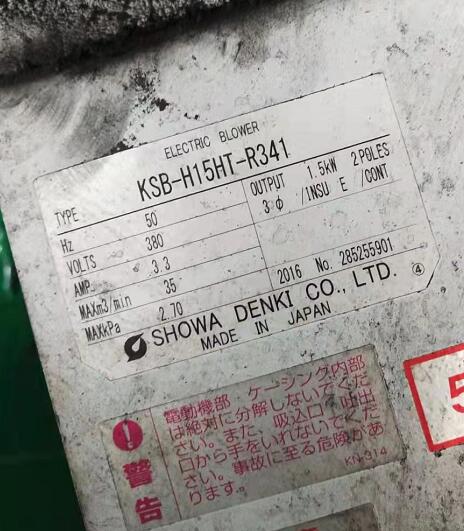 ELECTRIC BLOWER
TYPE KSB-H15HT-R341
Hz 50
VOLTS 380
AMP. 3.3
MAXm3/min 35
MAXkPa 2.70
OUTPUT 1.5kW 2POLES
3 Φ /INSU E /CONT
2016 No. 285255901
SHOWA DENKI CO., LTD. ④
MADE IN JAPAN
警告
電動機部、ケーシング内部
は絶対に分解しないでくだ
さい。また、吸込口・吐出
口から手をいれないでくだ
さい。事故に至る危険があ
ります。
KN-314
5